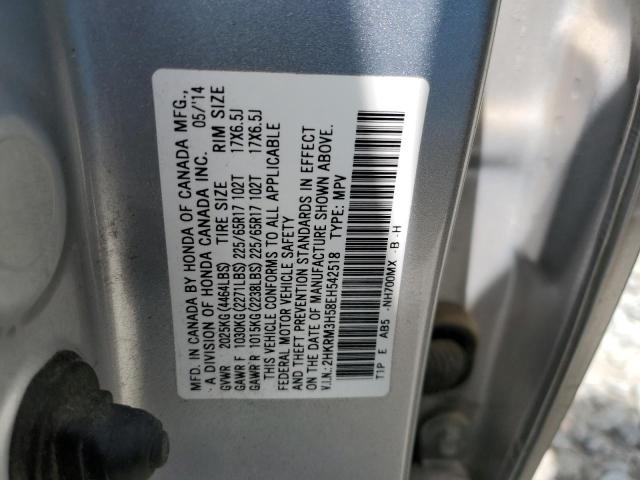 MFD. IN CANADA BY HONDA OF CANADA MFG.,
A DIVISION OF HONDA CANADA INC. 05/'14
GVWR 2025KG(4464LBS) TIRE SIZE RIM SIZE
GAWR F 1030KG(2271LBS) 225/65R17 102T 17X6.5J
GAWR R 1015KG(2238LBS) 225/65R17 102T 17X6.5J
THIS VEHICLE CONFORMS TO ALL APPLICABLE
FEDERAL MOTOR VEHICLE SAFETY
AND THEFT PREVENTION STANDARDS IN EFFECT
ON THE DATE OF MANUFACTURE SHOWN ABOVE.
V.I.N.: 2HKRM3H58EH542518 TYPE: MPV
T1P E AB5 -NH700MX -B-H